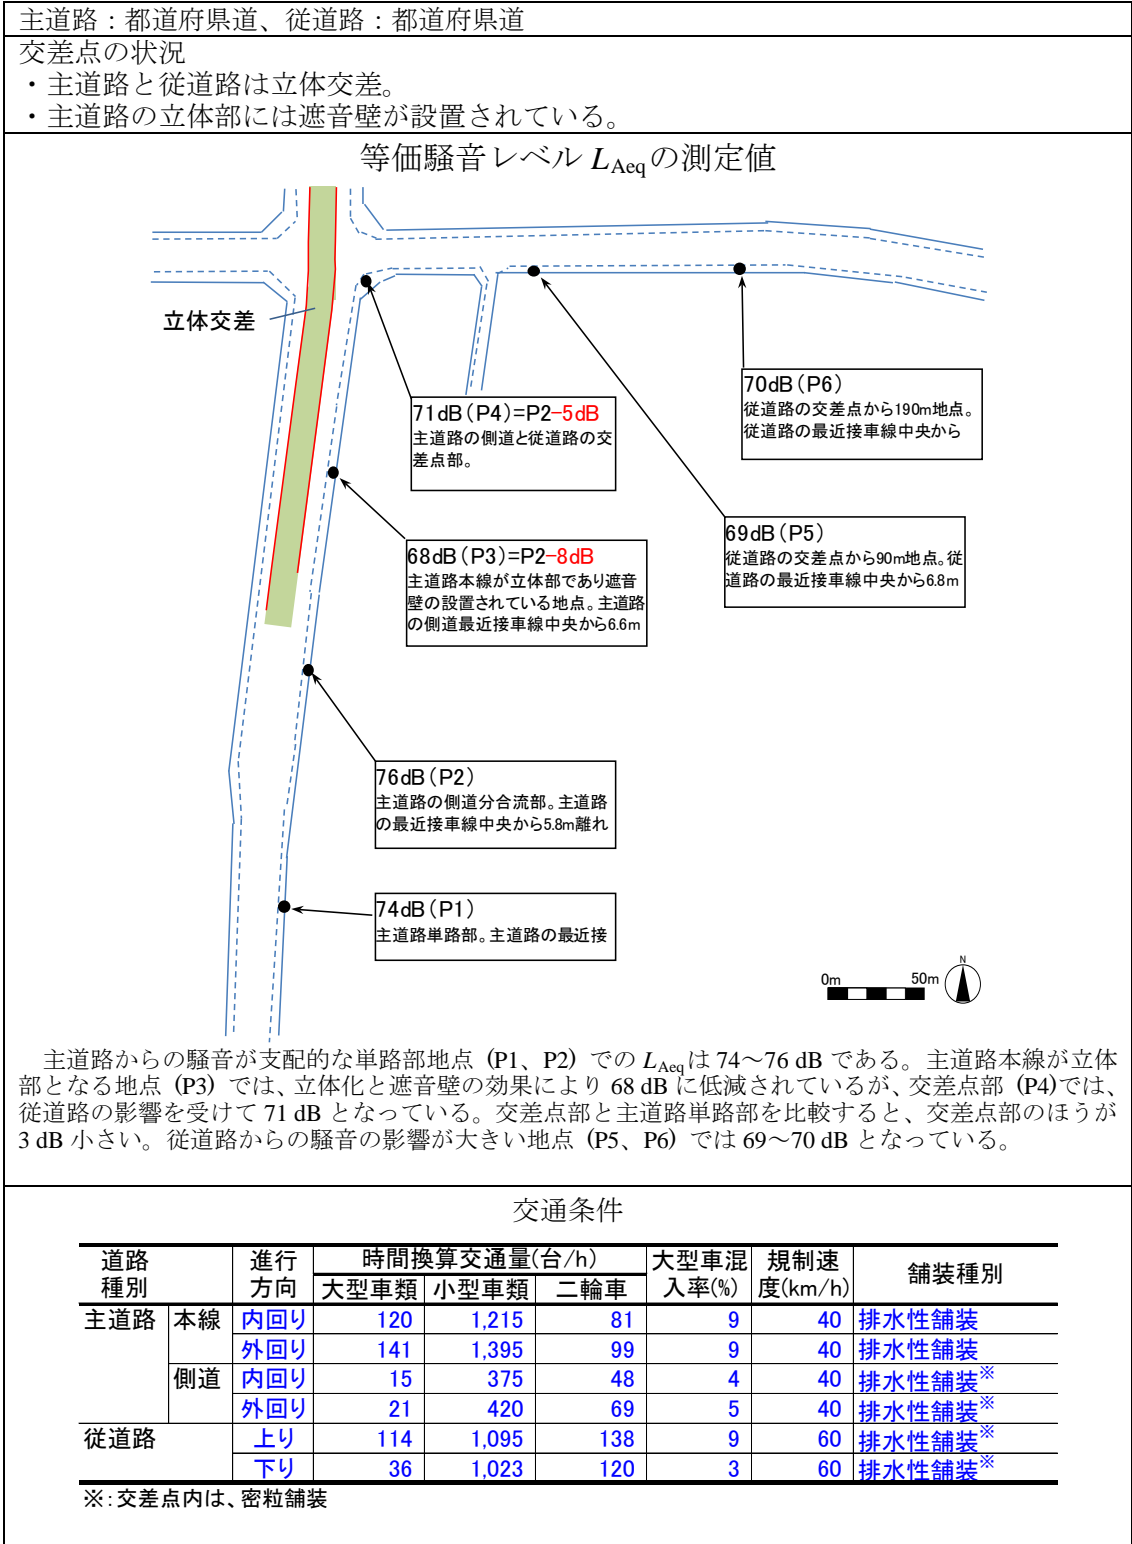 主道路：都道府県道、従道路：都道府県道
交差点の状況
・主道路と従道路は立体交差。
・主道路の立体部には遮音壁が設置されている。
等価騒音レベル LAeqの測定値
立体交差
71dB(P4)=P2-5dB
主道路の側道と従道路の交
差点部。
70dB(P6)
従道路の交差点から190m地点。
従道路の最近接車線中央から
68dB(P3)=P2-8dB
主道路本線が立体部であり遮音
壁の設置されている地点。主道路
の側道最近接車線中央から6.6m
69dB(P5)
従道路の交差点から90m地点。従
道路の最近接車線中央から6.8m
76dB(P2)
主道路の側道分合流部。主道路
の最近接車線中央から5.8m離れ
74dB(P1)
主道路単路部。主道路の最近接
0m 50m N
主道路からの騒音が支配的な単路部地点 (P1、P2) での LAeqは 74～76 dB である。主道路本線が立体
部となる地点 (P3) では、立体化と遮音壁の効果により 68 dB に低減されているが、交差点部 (P4)では、
従道路の影響を受けて 71 dB となっている。交差点部と主道路単路部を比較すると、交差点部のほうが
3 dB 小さい。従道路からの騒音の影響が大きい地点 (P5、P6) では 69～70 dB となっている。
交通条件
道路種別 進行方向 時間換算交通量(台/h) 大型車混入率(%) 規制速度(km/h) 舗装種別
大型車類 小型車類 二輪車
主道路 本線 内回り 120 1,215 81 9 40 排水性舗装
外回り 141 1,395 99 9 40 排水性舗装
側道 内回り 15 375 48 4 40 排水性舗装※
外回り 21 420 69 5 40 排水性舗装※
従道路 上り 114 1,095 138 9 60 排水性舗装※
下り 36 1,023 120 3 60 排水性舗装※
※:交差点内は、密粒舗装